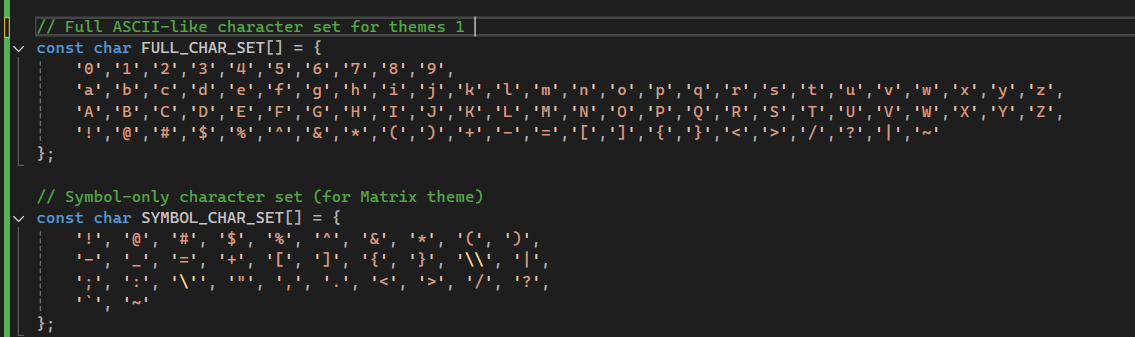 // Full ASCII-like character set for themes 1
const char FULL_CHAR_SET[] = {
'0','1','2','3','4','5','6','7','8','9',
'a','b','c','d','e','f','g','h','i','j','k','l','m','n','o','p','q','r','s','t','u','v','w','x','y','z',
'A','B','C','D','E','F','G','H','I','J','K','L','M','N','O','P','Q','R','S','T','U','V','W','X','Y','Z',
'!','@','#','$','%','^','&','*','(',')','+','-','=','[',']','{','}','<','>','/','?','|','~'
};
// Symbol-only character set (for Matrix theme)
const char SYMBOL_CHAR_SET[] = {
'!', '@', '#', '$', '%', '^', '&', '*', '(', ')',
'-', '_', '=', '+', '[', ']', '{', '}', '\\', '|',
';', ':', '\'', '"', ',', '.', '<', '>', '/', '?',
'`', '~'
};